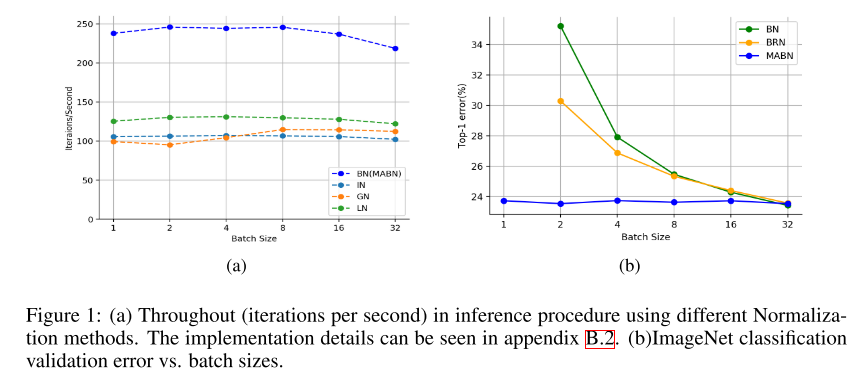 250
200
150
100
50
0
Iteraions/Second
1 2 4 8 16 32
Batch Size
BN(MABN)
IN
GN
LN
(a)
34
34
32
30
28
26
24
Top-1 error(%)
1 2 4 8 16 32
Batch Size
BN
BRN
MABN
(b)
Figure 1: (a) Throughout (iterations per second) in inference procedure using different Normaliza-
tion methods. The implementation details can be seen in appendix B.2. (b)ImageNet classification
validation error vs. batch sizes.